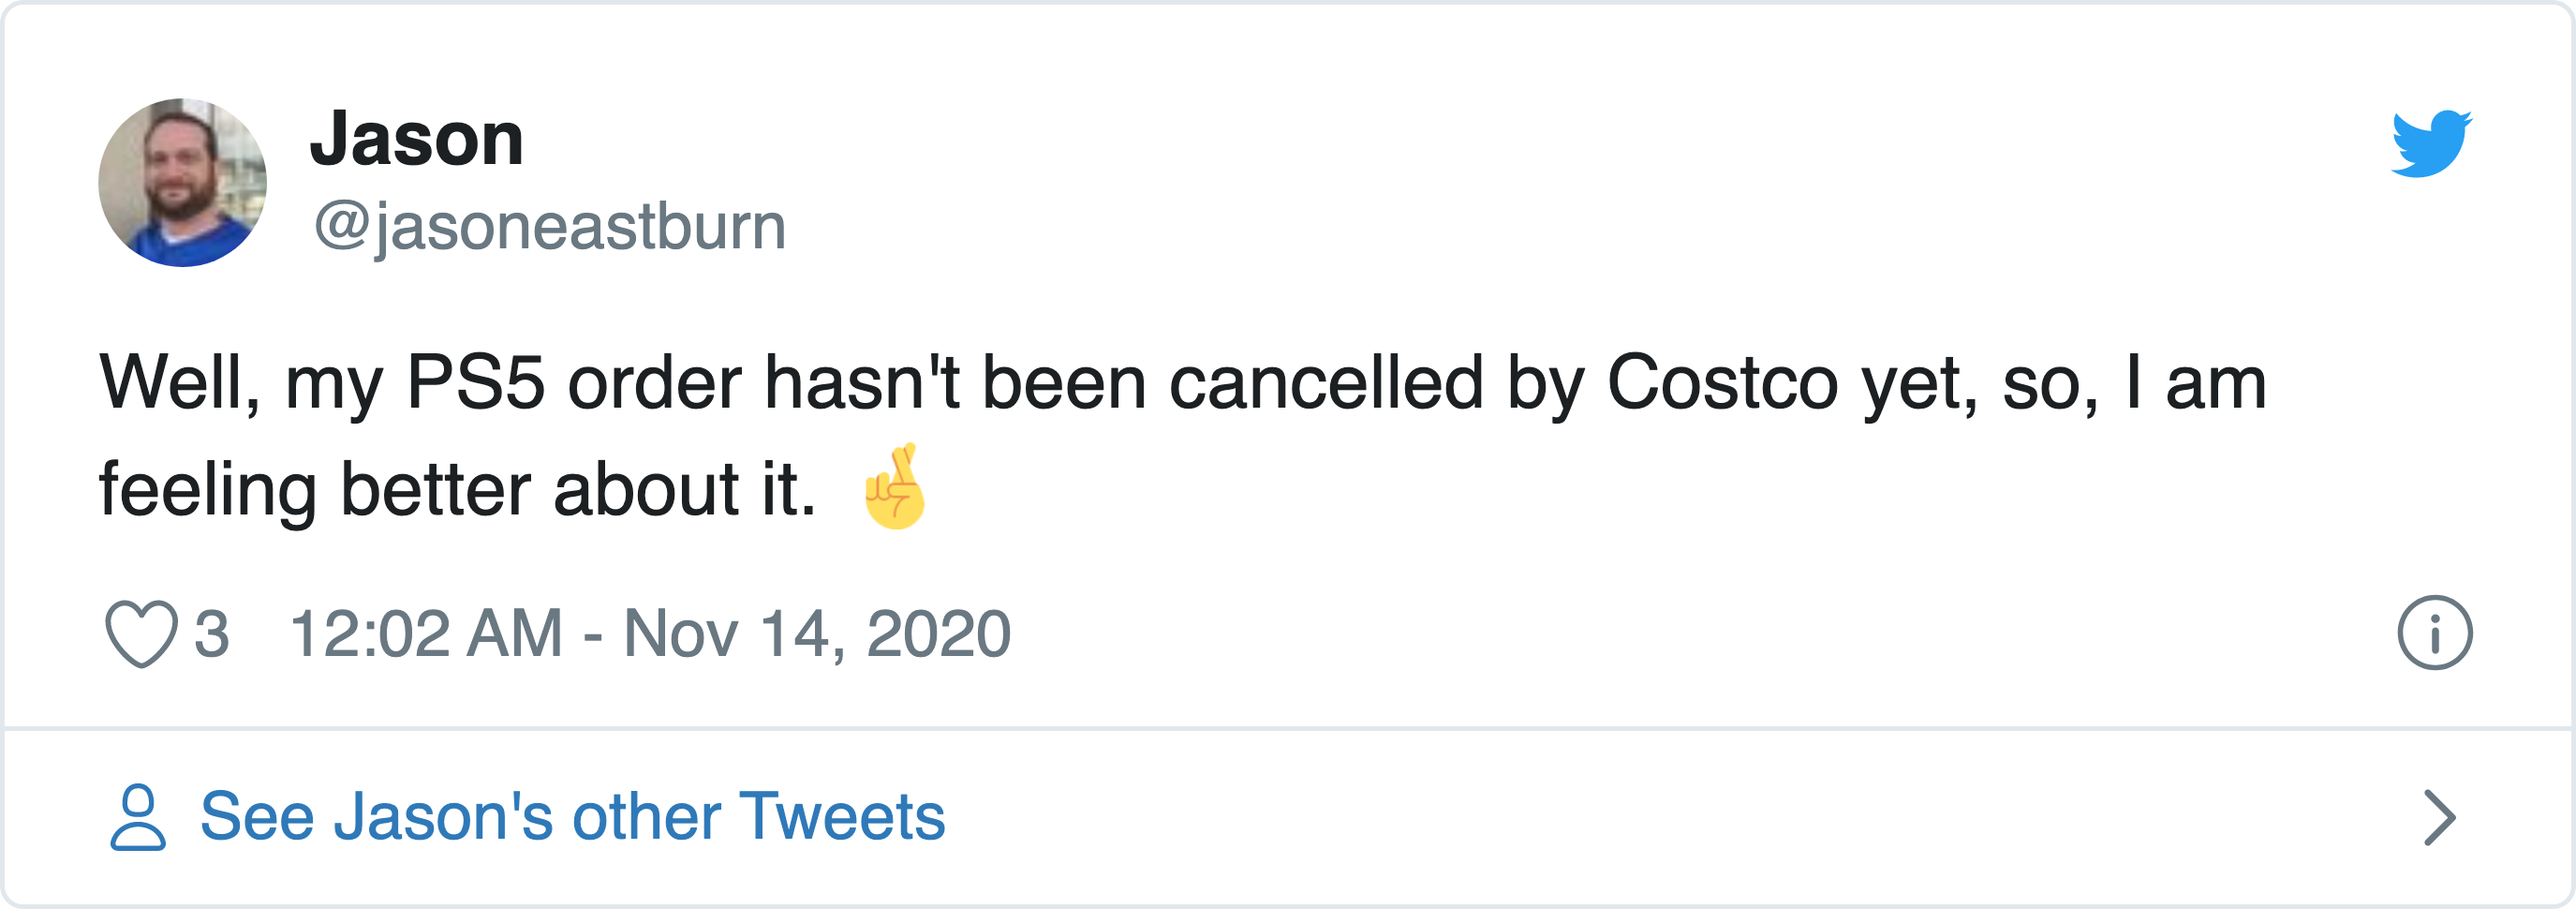 Jason
@jasoneastburn
Well, my PS5 order hasn't been cancelled by Costco yet, so, I am
feeling better about it. 🤞
3 12:02 AM - Nov 14, 2020
See Jason's other Tweets